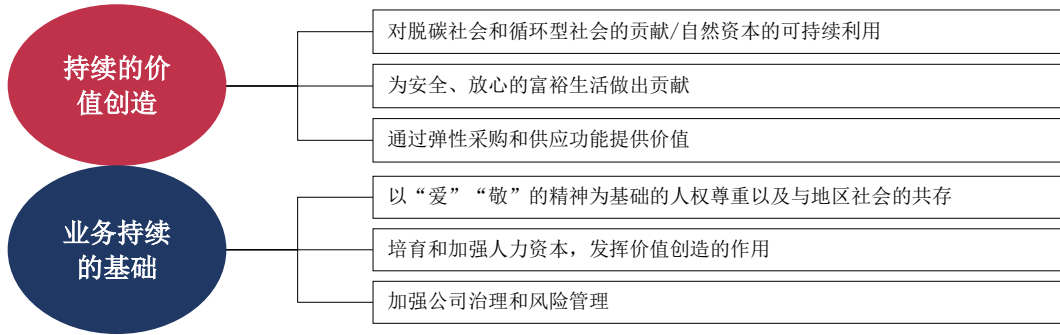 持续的价
值创造
对脱碳社会和循环型社会的贡献/自然资本的可持续利用
为安全、放心的富裕生活做出贡献
通过弹性采购和供应功能提供价值
业务持续
的基础
以“爱”“敬”的精神为基础的人权尊重以及与地区社会的共存
培育和加强人力资本，发挥价值创造的作用
加强公司治理和风险管理